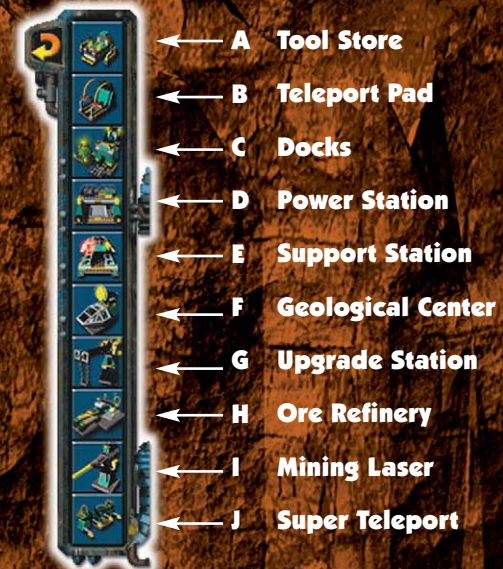 A Tool Store
B Teleport Pad
C Docks
D Power Station
E Support Station
F Geological Center
G Upgrade Station
H Ore Refinery
I Mining Laser
J Super Teleport